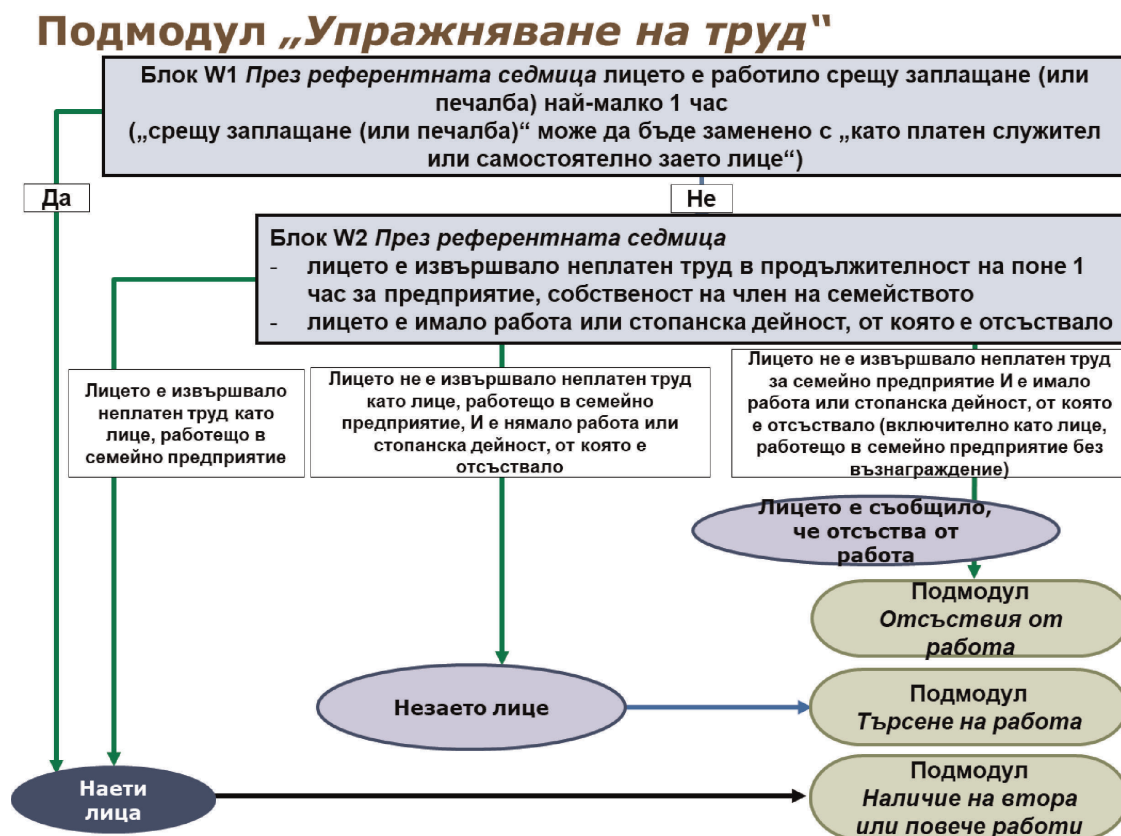 Подмодул „Упражняване на труд“
Блок W1 През референтната седмица лицето е работило срещу заплащане (или
печалба) най-малко 1 час
(„срещу заплащане (или печалба)“ може да бъде заменено с „като платен служител
или самостоятелно заето лице“)
Да
Не
Блок W2 През референтната седмица
- лицето е извършвало неплатен труд в продължителност на поне 1
час за предприятие, собственост на член на семейството
- лицето е имало работа или стопанска дейност, от която е отсъствало
Лицето е извършвало
неплатен труд като
лице, работещо в
семейно предприятие
Лицето не е извършвало неплатен труд
като лице, работещо в семейно
предприятие, И е нямало работа или
стопанска дейност, от която е
отсъствало
Лицето не е извършвало неплатен труд
за семейно предприятие И е имало
работа или стопанска дейност, от която
е отсъствало (включително като лице,
работещо в семейно предприятие без
възнаграждение)
Лицето е съобщило,
че отсъства от
работа
Подмодул
Отсъствия от
работа
Незаето лице
Подмодул
Търсене на работа
Наети
лица
Подмодул
Наличие на втора
или повече работи